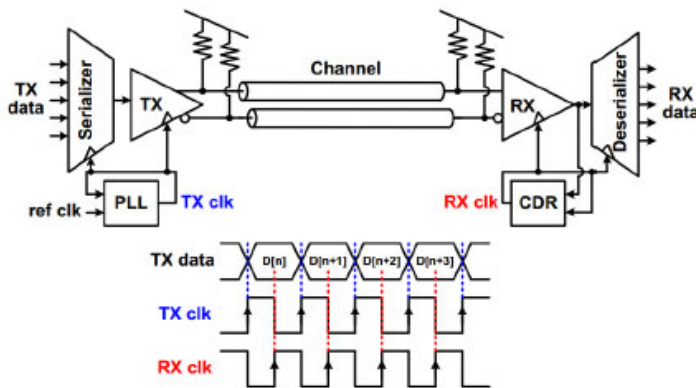 Channel
TX data
Serializer
TX
RX
Deserializer
RX data
ref clk
PLL
TX clk
RX clk
CDR
TX data
D[n]
D[n+1]
D[n+2]
D[n+3]
TX clk
RX clk